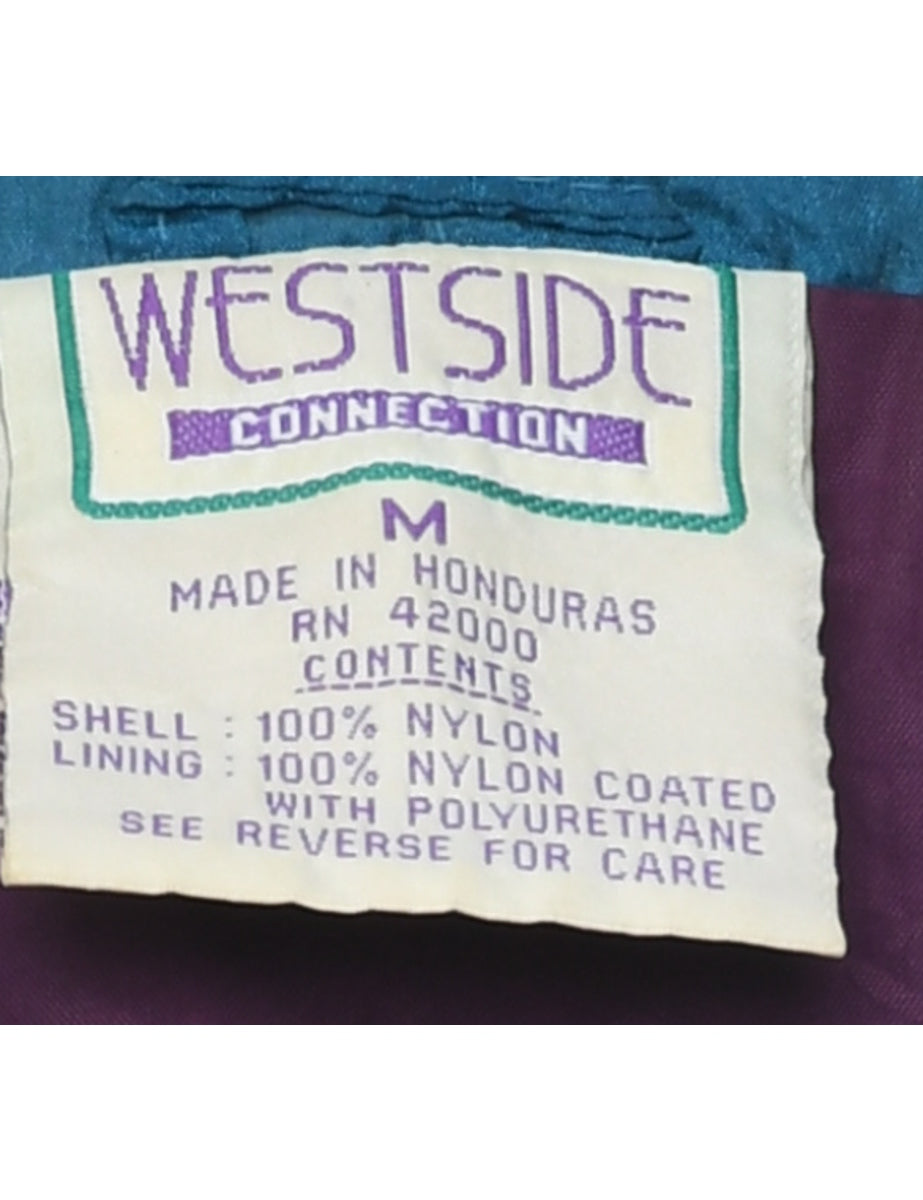 WESTSIDE
CONNECTION
M
MADE IN HONDURAS
RN 42000
CONTENTS
SHELL : 100% NYLON
LINING : 100% NYLON COATED
WITH POLYURETHANE
SEE REVERSE FOR CARE